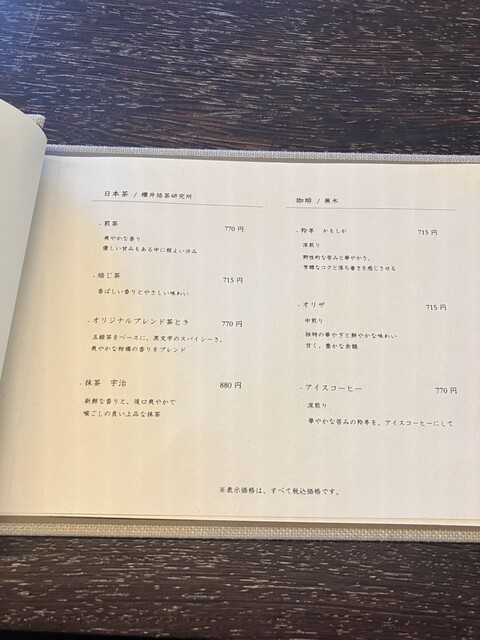 日本茶 / 櫻井焙茶研究所
- 煎茶 770 円
爽やかな香り
優しい甘みもある中に程よい渋み
- 焙じ茶 715 円
香ばしい香りとやさしい味わい
- オリジナルブレンド茶とき 770 円
玉緑茶をベースに、黒文字のスパイシーさ、
爽やかな柑橘の香りをブレンド
- 抹茶 宇治 880 円
新鮮な香りと、後口爽やかで
喉ごしの良い上品な抹茶
珈琲 / 蕪木
- 羚羊 かもしか 715 円
深煎り
野性的な苦みと華やかさ。
芳醇なコクと落ち着きを感じさせる
- オリザ 715 円
中煎り
独特の華やぎと鮮やかな味わい
甘く、豊かな余韻
- アイスコーヒー 770 円
深煎り
華やかな苦みの羚羊を、アイスコーヒーにして
※表示価格は、すべて税込価格です。